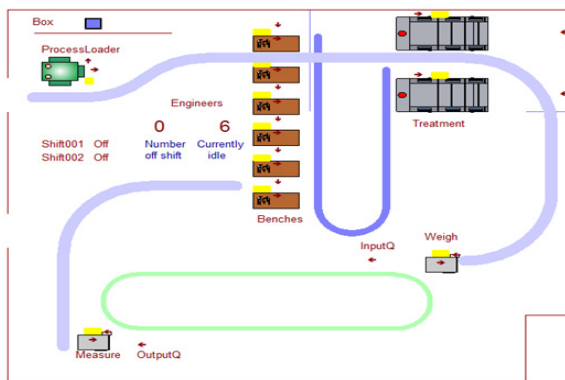 Box
ProcessLoader
Engineers
0 6
Number Currently
off shift idle
Shift001 Off
Shift002 Off
Treatment
Benches
InputQ
Weigh
Measure
OutputQ